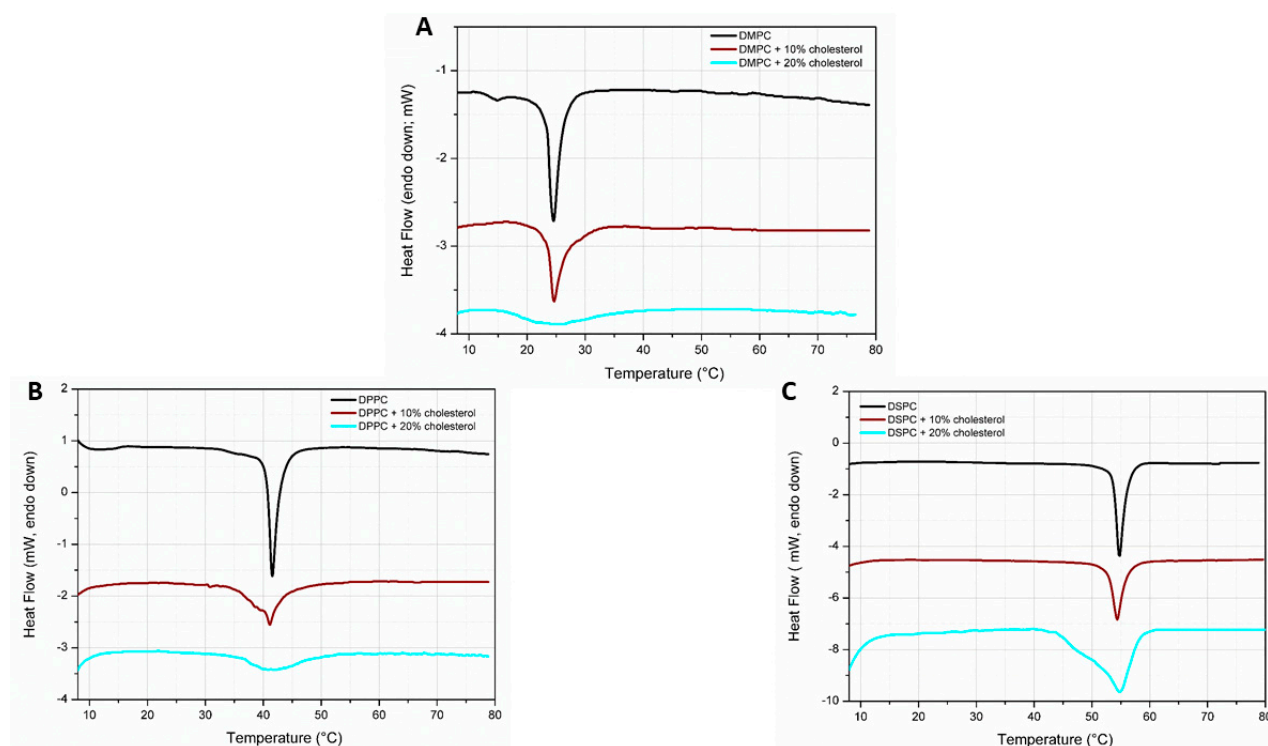 A
DMPC
DMPC + 10% cholesterol
DMPC + 20% cholesterol
-1
-2
-3
-4
Heat Flow (endo down; mW)
10 20 30 40 50 60 70 80
Temperature (°C)
B
DPPC
DPPC + 10% cholesterol
DPPC + 20% cholesterol
2
1
0
-1
-2
-3
-4
Heat Flow (mW, endo down)
10 20 30 40 50 60 70 80
Temperature (°C)
C
DSPC
DSPC + 10% cholesterol
DSPC + 20% cholesterol
2
0
-2
-4
-6
-8
-10
Heat Flow ( mW, endo down)
10 20 30 40 50 60 70 80
Temperature (°C)